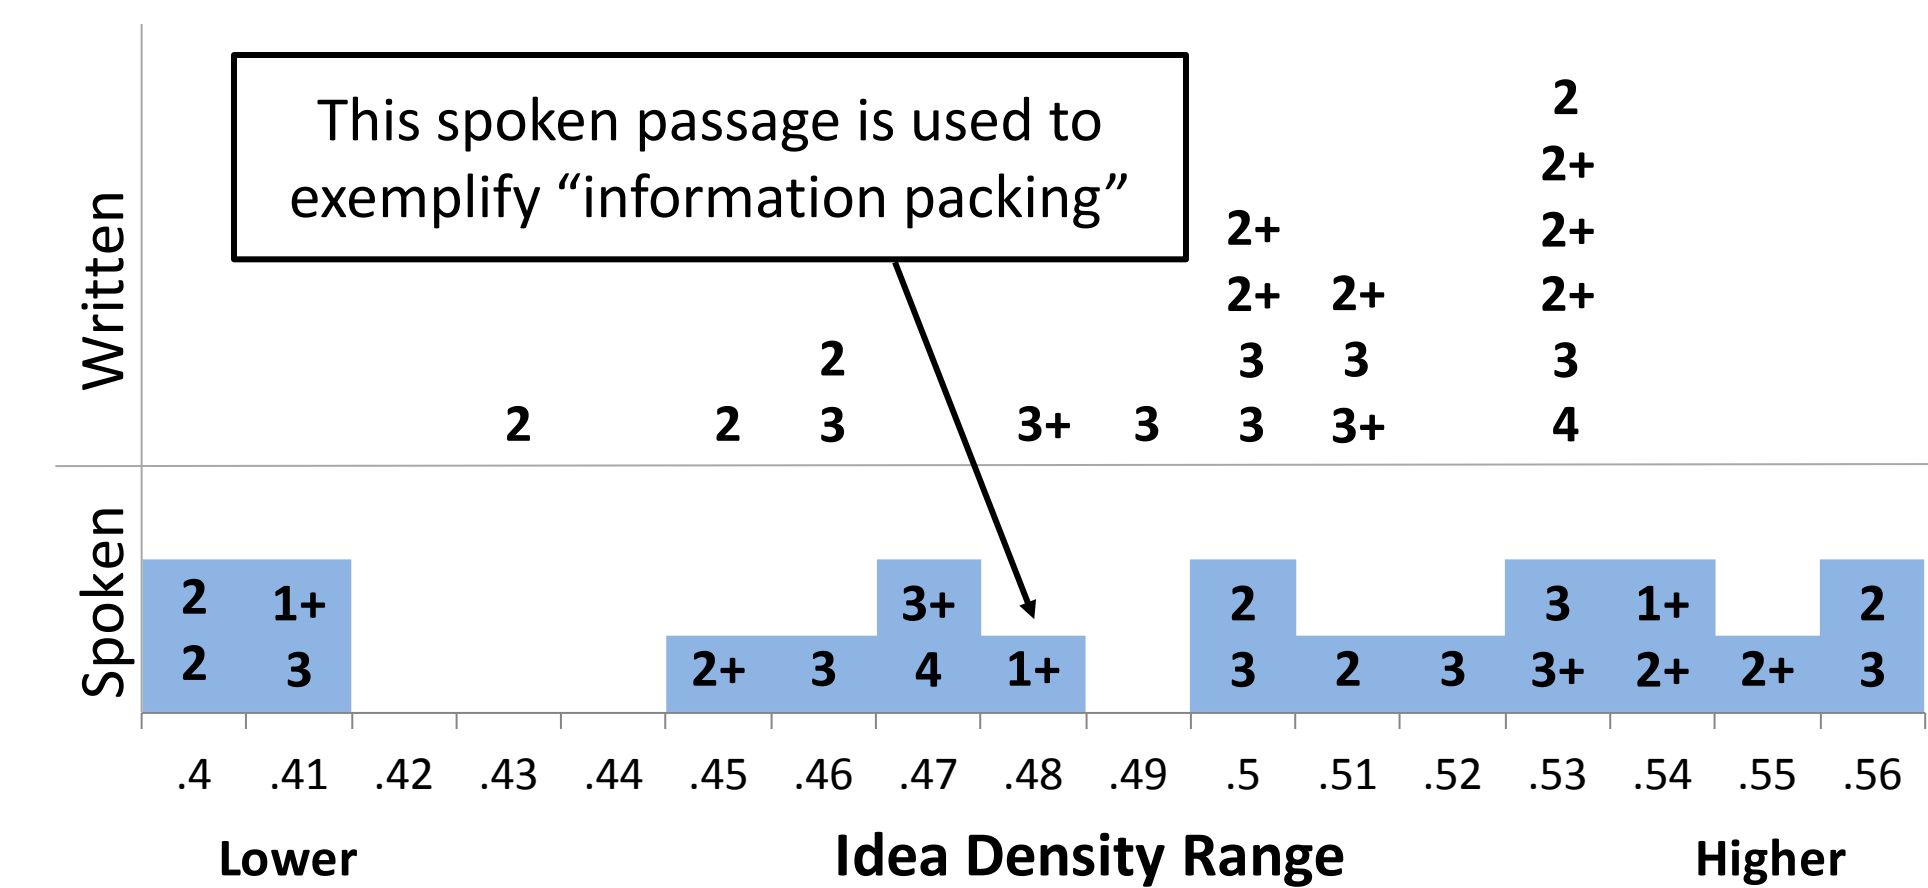 This spoken passage is used to
exemplify “information packing”
Written
2
2+
2+ 2+
2+ 2+ 2+
2 3 3 3
2 2 3 3+ 3 3 3+ 4
Spoken
2 1+ 3+ 2 3 1+ 2
2 3 2+ 3 4 1+ 3 2 3 3+ 2+ 2+ 3
.4 .41 .42 .43 .44 .45 .46 .47 .48 .49 .5 .51 .52 .53 .54 .55 .56
Lower Idea Density Range Higher